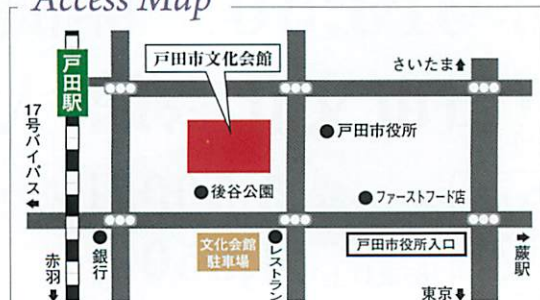 Access Map
戸田駅
戸田市文化会館
さいたま↑
17号バイパス←
●戸田市役所
●後谷公園
●ファーストフード店
●銀行
文化会館
駐車場
●レストラン
戸田市役所入口
→蕨駅
赤羽↓
東京↓